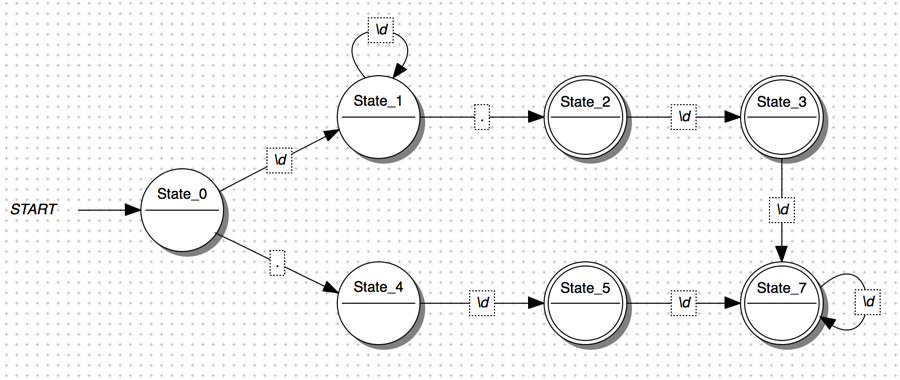 \d
State_1
.
State_2
\d
State_3
\d
State_0
START
\d
.
State_4
\d
State_5
\d
State_7
\d